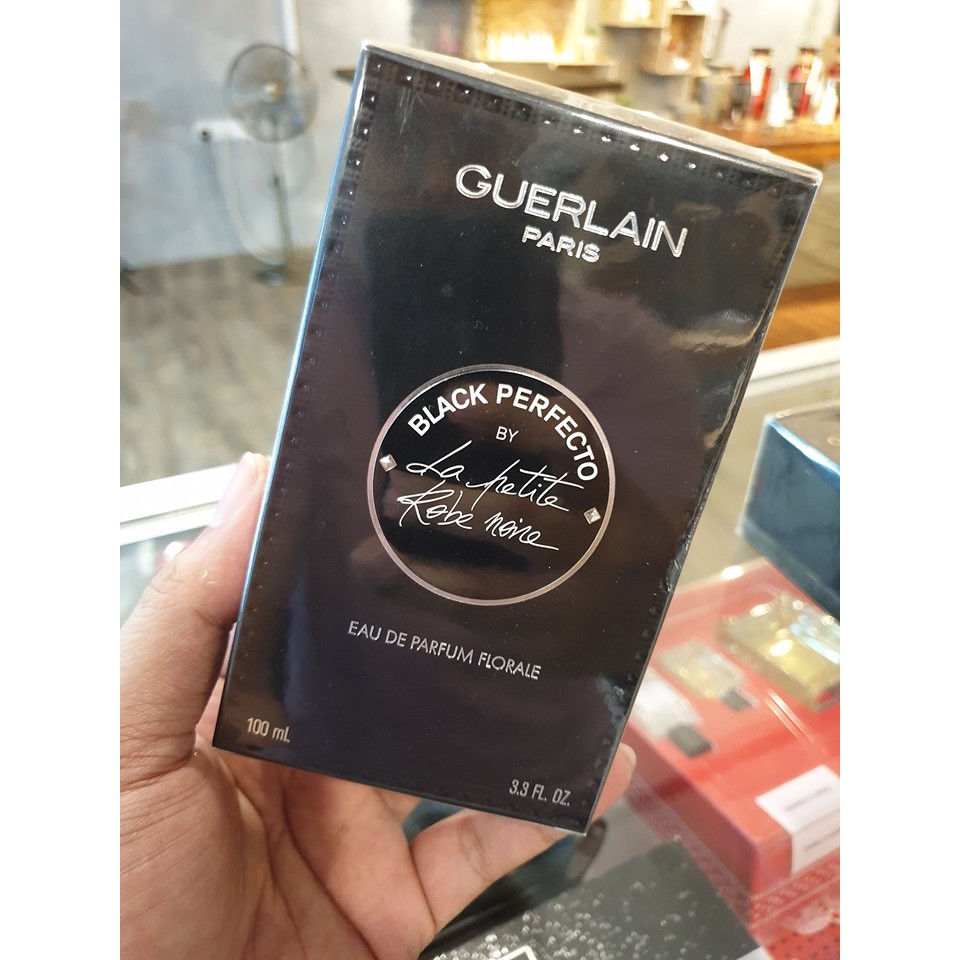 GUERLAIN
PARIS
BLACK PERFECTO
BY
La petite
Robe noire
EAU DE PARFUM FLORALE
100 mL
3.3 FL. OZ.